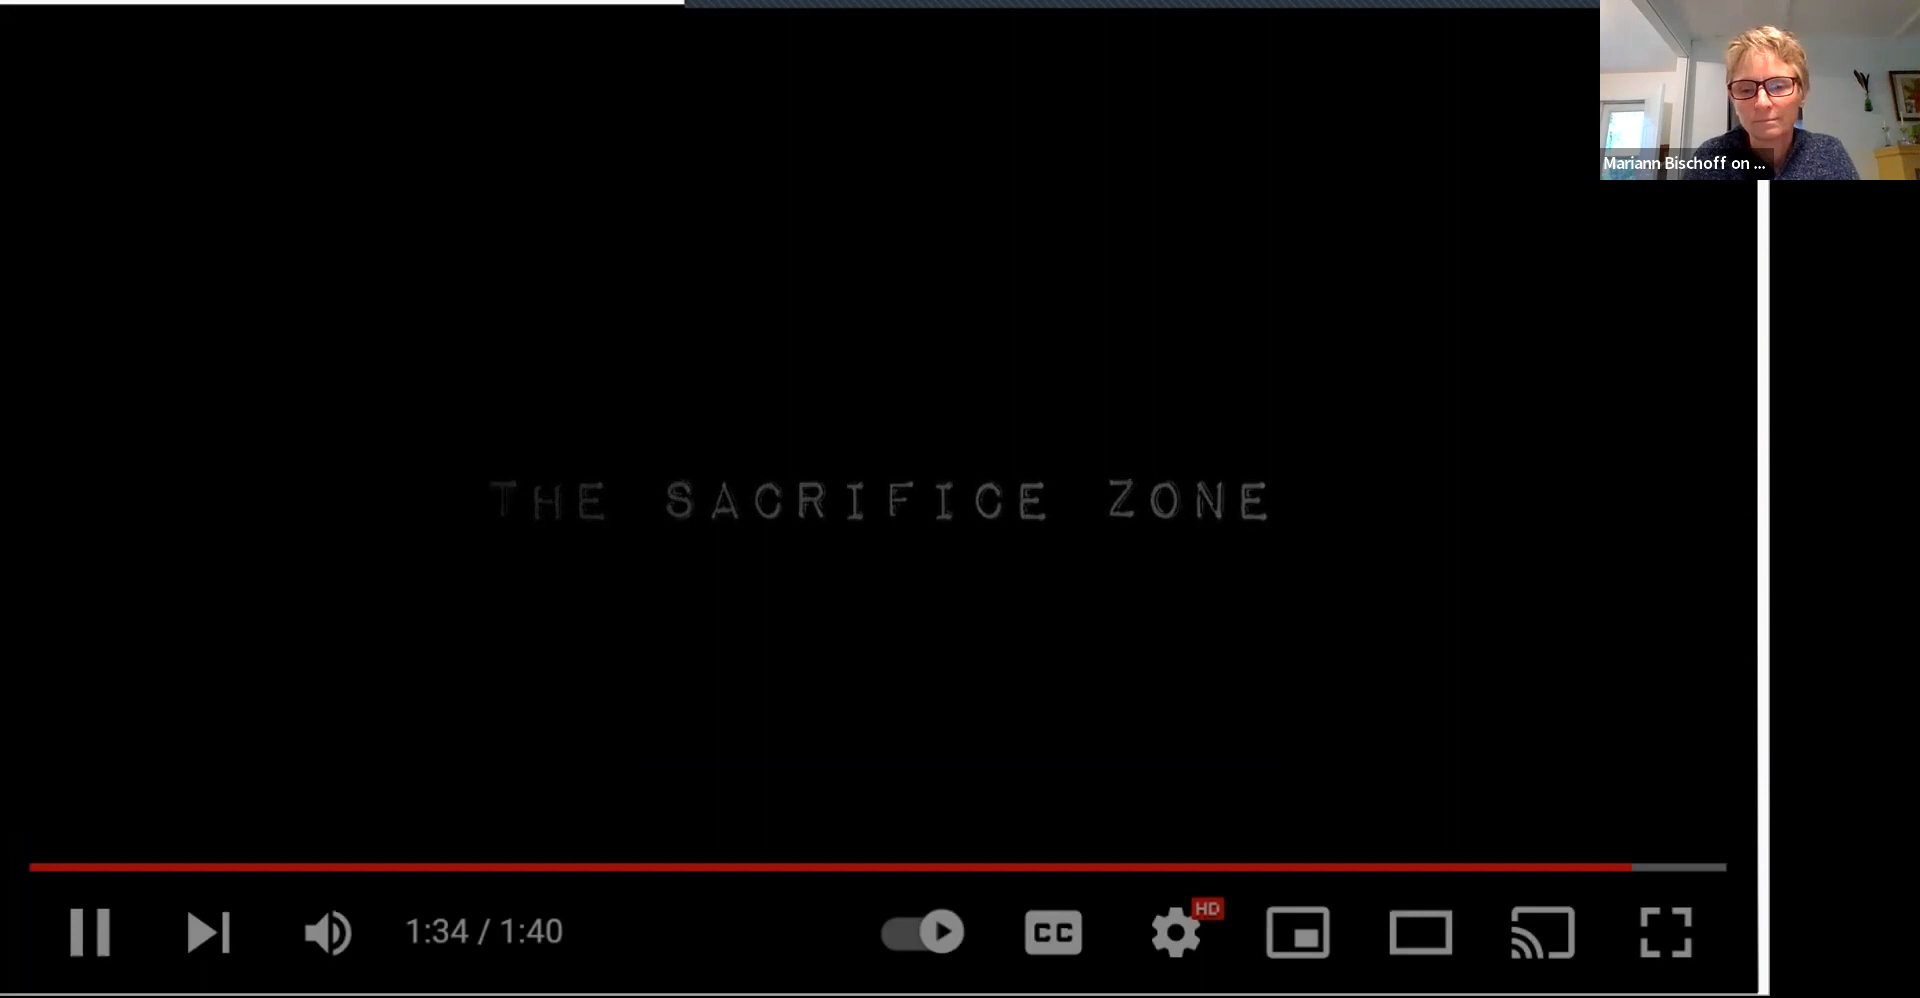 Mariann Bischoff on ...
THE SACRIFICE ZONE
1:34 / 1:40
CC
HD